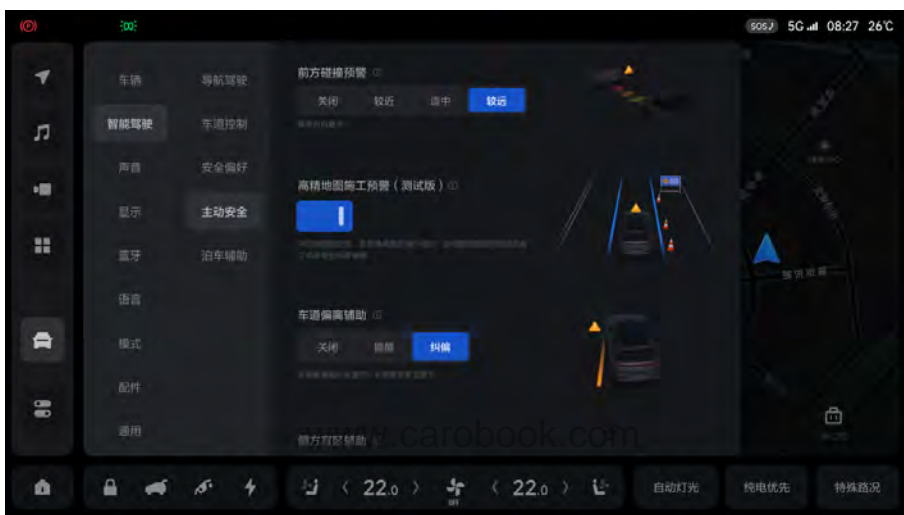 SOS 5G 08:27 26℃
车辆 导航驾驶 前方碰撞预警
关闭 较近 适中 较远
智能驾驶 车道控制
声音 安全偏好
高精地图施工预警（测试版）
显示 主动安全
蓝牙 泊车辅助
语言
车道偏离辅助
模式 关闭 提醒 纠偏
配件
通用 侧方盲区辅助
www.carobook.com
22.0 OFF 22.0 自动灯光 纯电优先 特殊路况